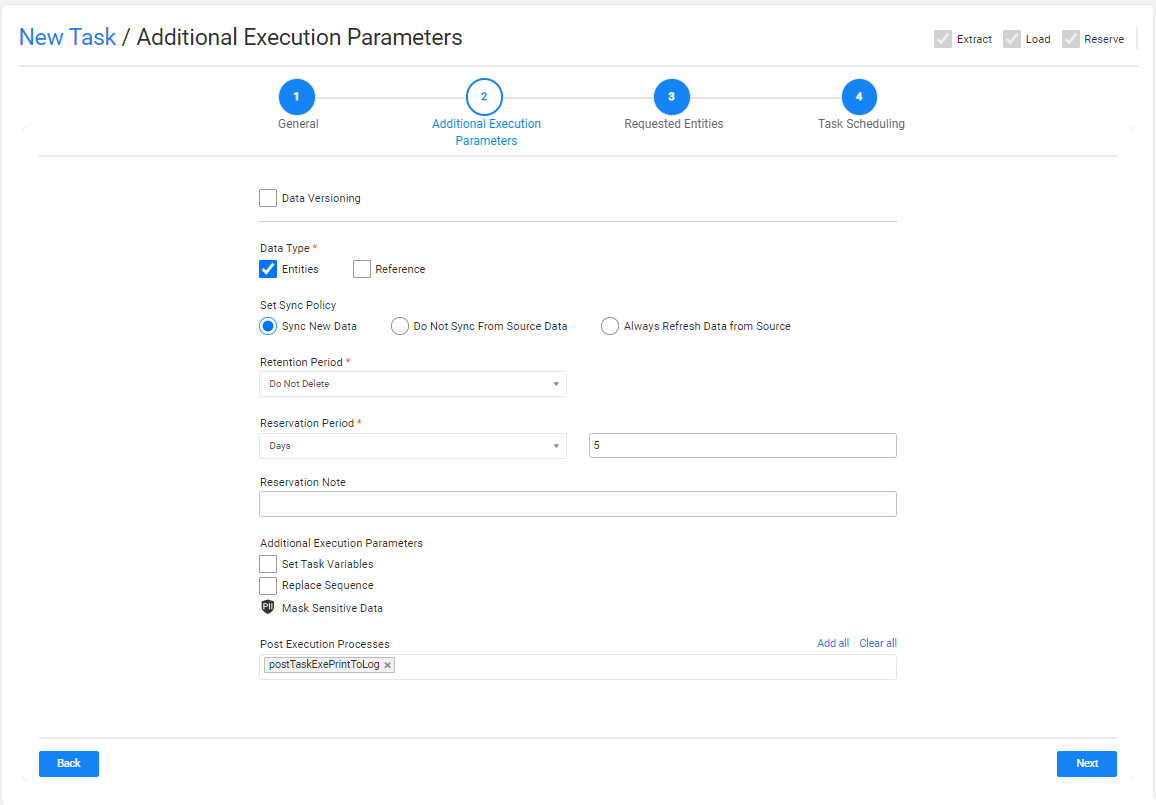 New Task / Additional Execution Parameters
Extract Load Reserve
1 2 3 4
General Additional Execution Parameters Requested Entities Task Scheduling
Data Versioning
Data Type *
Entities Reference
Set Sync Policy
Sync New Data Do Not Sync From Source Data Always Refresh Data from Source
Retention Period *
Do Not Delete
Reservation Period *
Days 5
Reservation Note
Additional Execution Parameters
Set Task Variables
Replace Sequence
PII Mask Sensitive Data
Post Execution Processes Add all Clear all
postTaskExePrintToLog ×
Back Next